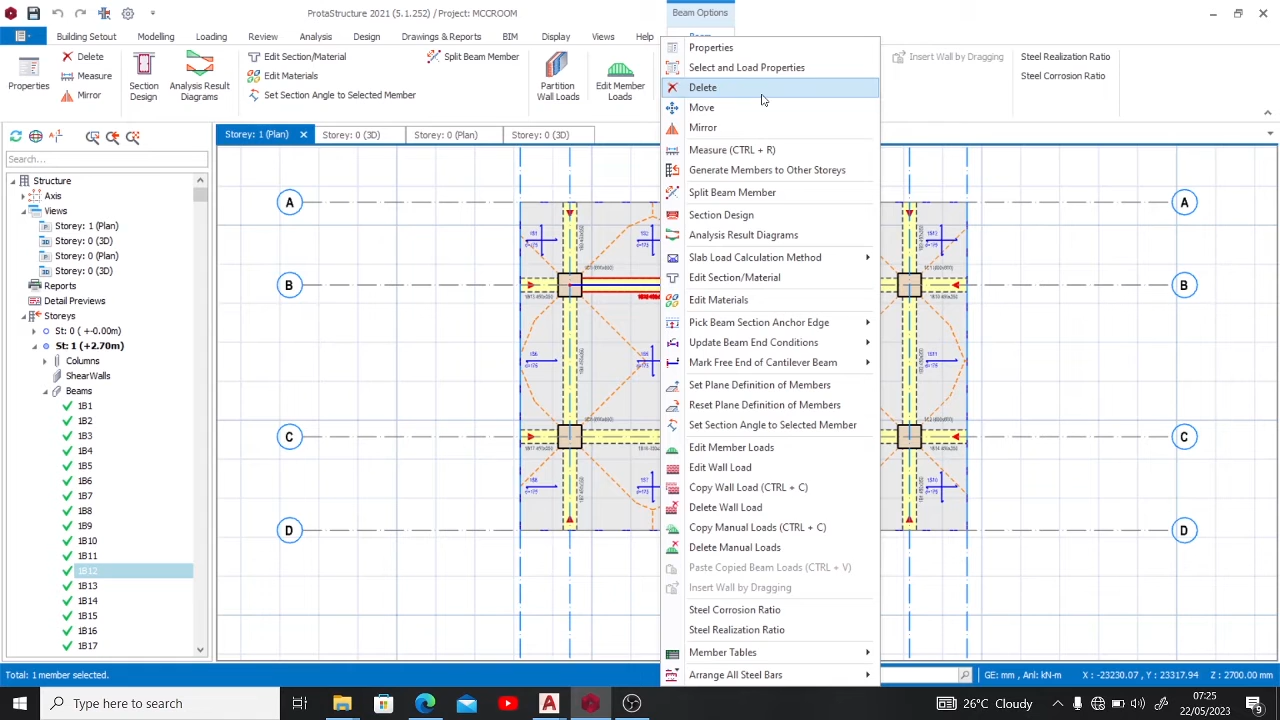 ProtaStructure 2021 (5.1.252) / Project: MCCROOM
Beam Options
Building Setout
Modelling
Loading
Review
Analysis
Design
Drawings & Reports
BIM
Display
Views
Help
Properties
Delete
Measure
Mirror
Section Design
Analysis Result Diagrams
Edit Section/Material
Edit Materials
Set Section Angle to Selected Member
Split Beam Member
Partition Wall Loads
Edit Member Loads
Insert Wall by Dragging
Steel Realization Ratio
Steel Corrosion Ratio
Storey: 1 (Plan)
Storey: 0 (3D)
Storey: 0 (Plan)
Storey: 0 (3D)
Search...
Structure
Axis
Views
Storey: 1 (Plan)
Storey: 0 (3D)
Storey: 0 (Plan)
Storey: 0 (3D)
Reports
Detail Previews
Storeys
St: 0 ( +-0.00m)
St: 1 (+2.70m)
Columns
ShearWalls
Beams
1B1
1B2
1B3
1B4
1B5
1B6
1B7
1B8
1B9
1B10
1B11
1B12
1B13
1B14
1B15
1B16
1B17
A
B
C
D
A
B
C
D
Properties
Select and Load Properties
Delete
Move
Mirror
Measure (CTRL + R)
Generate Members to Other Storeys
Split Beam Member
Section Design
Analysis Result Diagrams
Slab Load Calculation Method
Edit Section/Material
Edit Materials
Pick Beam Section Anchor Edge
Update Beam End Conditions
Mark Free End of Cantilever Beam
Set Plane Definition of Members
Reset Plane Definition of Members
Set Section Angle to Selected Member
Edit Member Loads
Edit Wall Load
Copy Wall Load (CTRL + C)
Delete Wall Load
Copy Manual Loads (CTRL + C)
Delete Manual Loads
Paste Copied Beam Loads (CTRL + V)
Insert Wall by Dragging
Steel Corrosion Ratio
Steel Realization Ratio
Member Tables
Arrange All Steel Bars
Total: 1 member selected.
GE: mm , Anl: kN-m
X : -23230.07 , Y : 23317.94
Z : 2700.00 mm
Type here to search
26°C Cloudy
07:25
22/05/2023